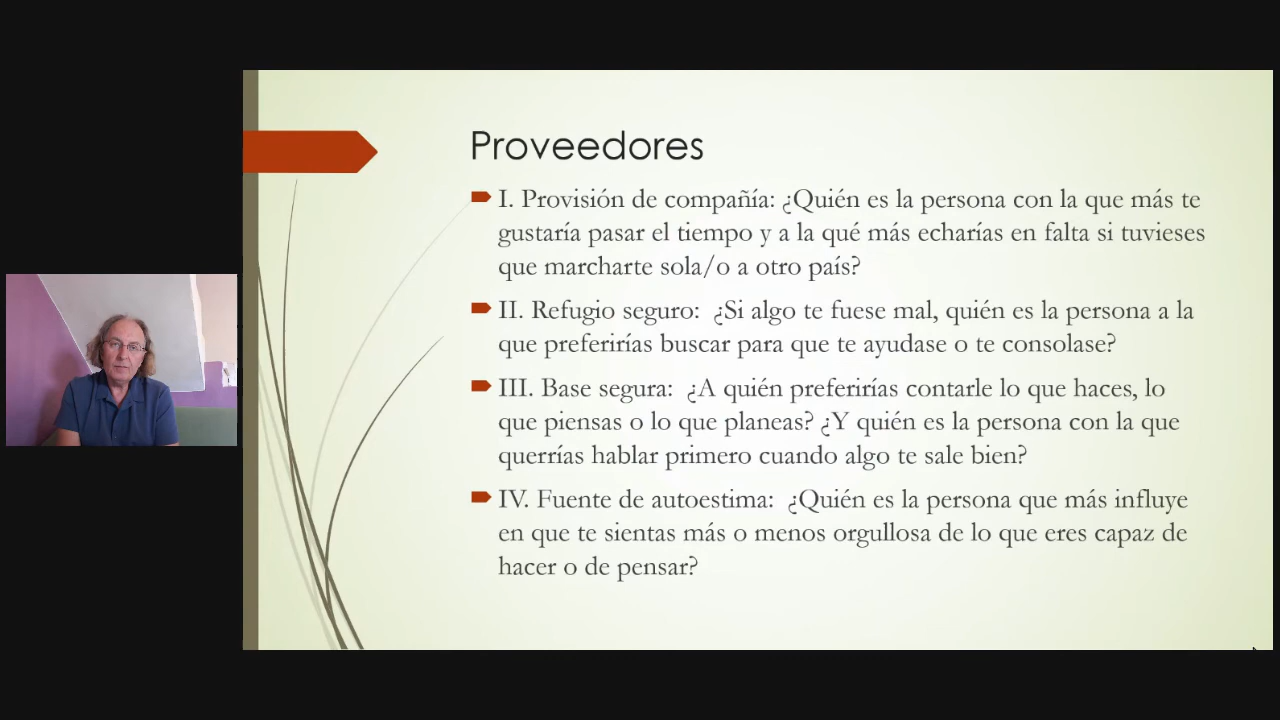 Proveedores
I. Provisión de compañía: ¿Quién es la persona con la que más te
gustaría pasar el tiempo y a la qué más echarías en falta si tuvieses
que marcharte sola/o a otro país?
II. Refugio seguro:  ¿Si algo te fuese mal, quién es la persona a la
que preferirías buscar para que te ayudase o te consolase?
III. Base segura:  ¿A quién preferirías contarle lo que haces, lo
que piensas o lo que planeas? ¿Y quién es la persona con la que
querrías hablar primero cuando algo te sale bien?
IV. Fuente de autoestima:  ¿Quién es la persona que más influye
en que te sientas más o menos orgullosa de lo que eres capaz de
hacer o de pensar?